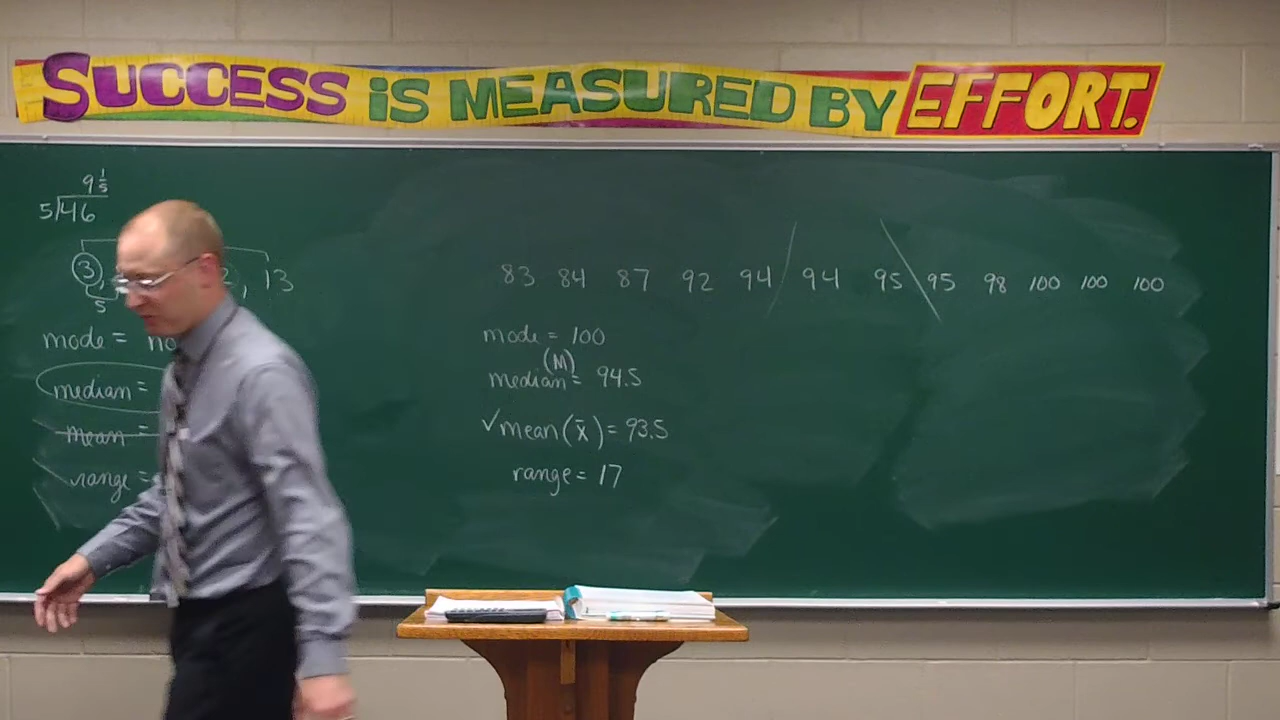 SUCCESS IS MEASURED BY EFFORT.
9 1/5
5/46
3, 13
5
mode = no
median =
mean =
range =
83 84 87 92 94 / 94 95 \ 95 98 100 100 100
mode = 100
(M)
median = 94.5
✓mean (x̄) = 93.5
range = 17